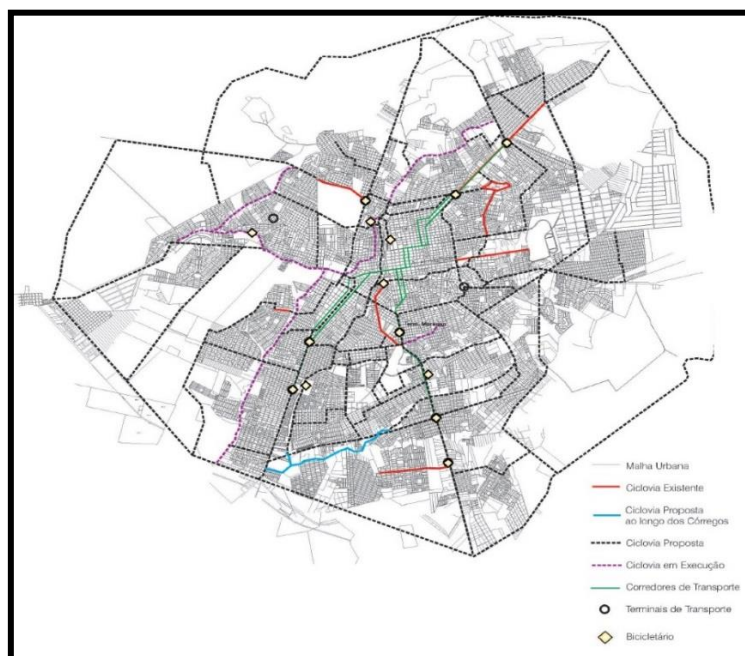 Malha Urbana
Ciclovia Existente
Ciclovia Proposta
ao longo dos Córregos
Ciclovia Proposta
Ciclovia em Execução
Corredores de Transporte
Terminais de Transporte
Bicicletário